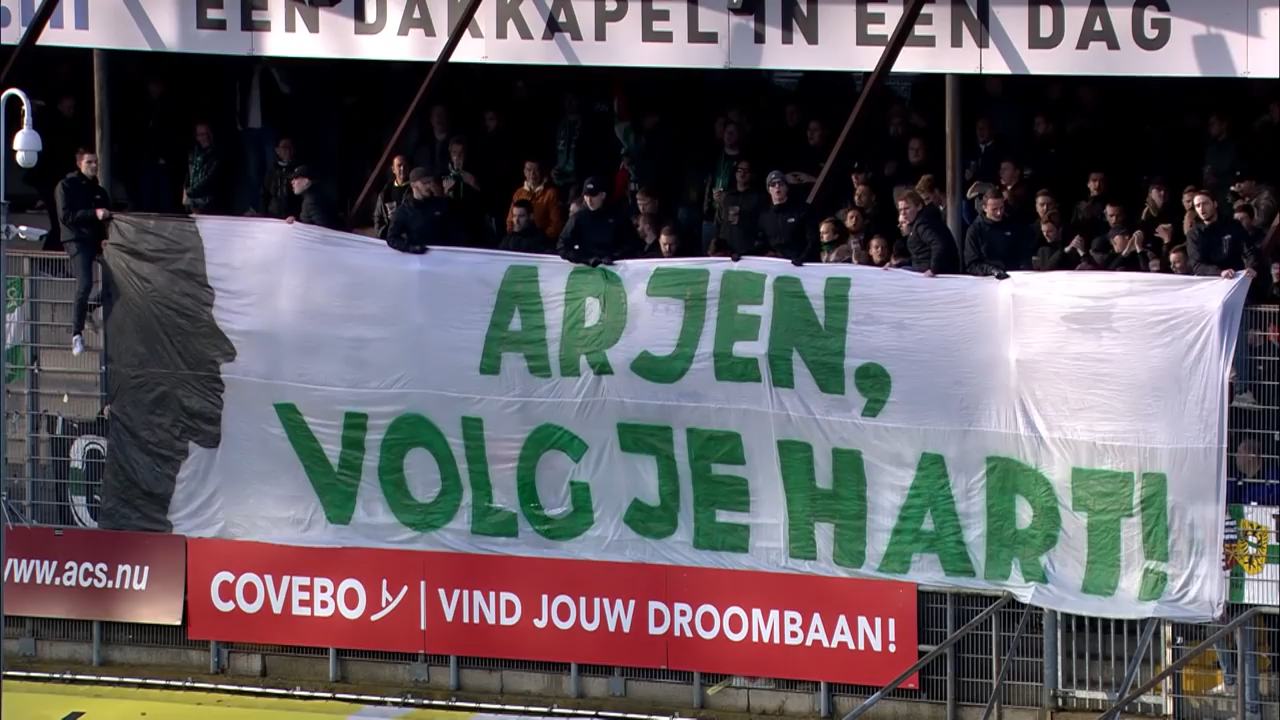 EEN DAKKAPEL IN EEN DAG
ARJEN,
VOLG JE HART!
www.acs.nu
COVEBO | VIND JOUW DROOMBAAN!